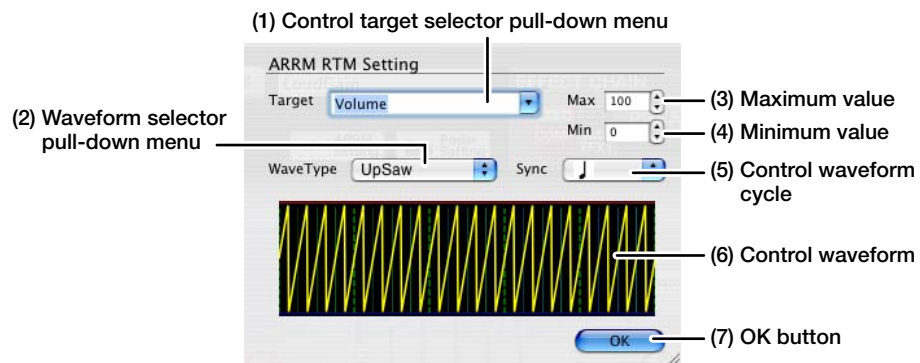 (1) Control target selector pull-down menu
ARRM RTM Setting
Target Volume Max 100
Min 0
WaveType UpSaw Sync
OK
(2) Waveform selector
pull-down menu
(3) Maximum value
(4) Minimum value
(5) Control waveform
cycle
(6) Control waveform
(7) OK button